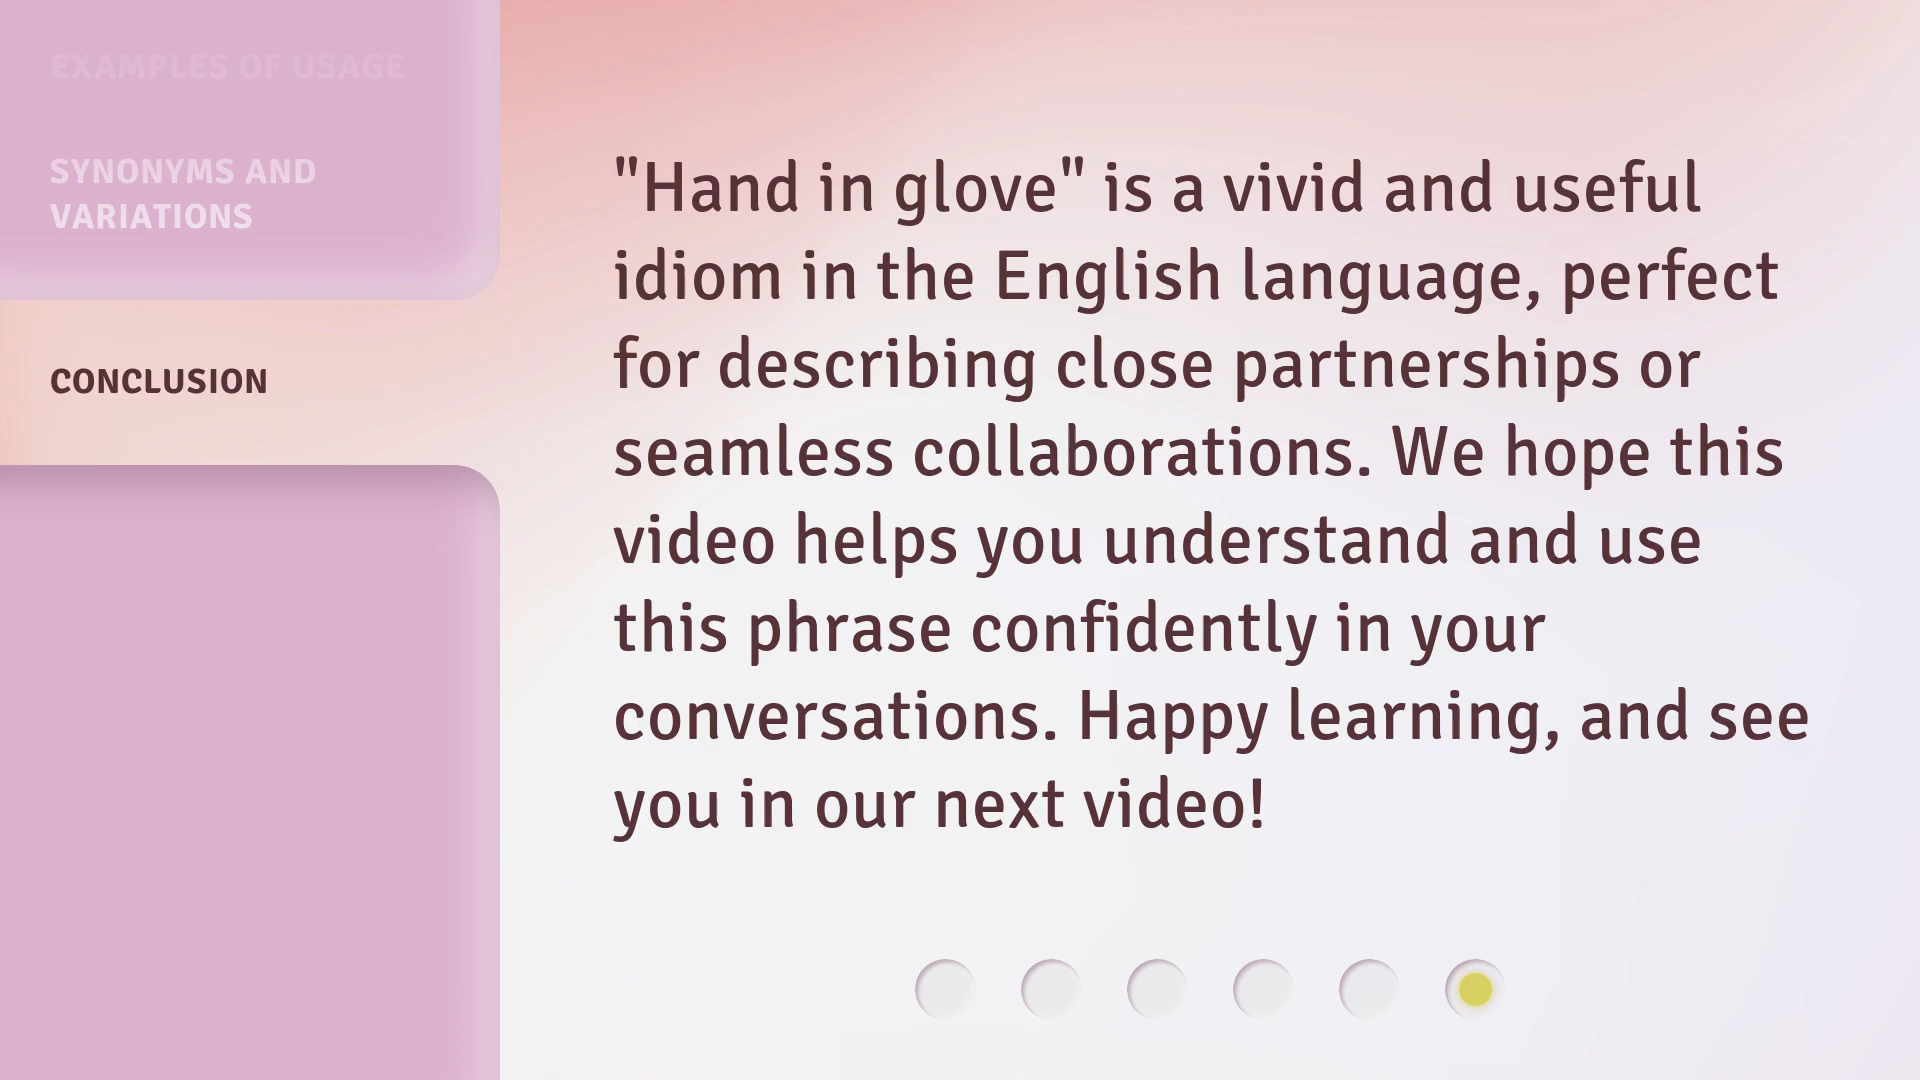 EXAMPLES OF USAGE
SYNONYMS AND
VARIATIONS
CONCLUSION
"Hand in glove" is a vivid and useful
idiom in the English language, perfect
for describing close partnerships or
seamless collaborations. We hope this
video helps you understand and use
this phrase confidently in your
conversations. Happy learning, and see
you in our next video!